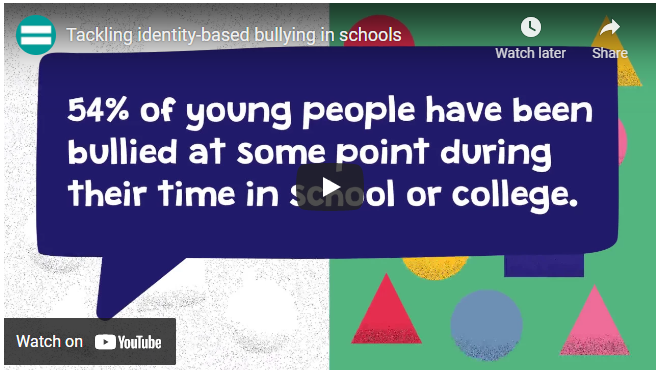 Tackling identity-based bullying in schools
Watch later
Share
54% of young people have been
bullied at some point during
their time in school or college.
Watch on YouTube